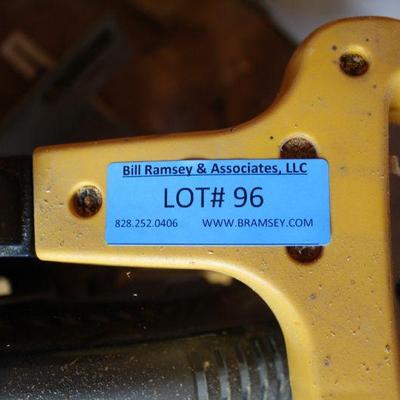 Bill Ramsey & Associates, LLC
LOT# 96
828.252.0406 WWW.BRAMSEY.COM